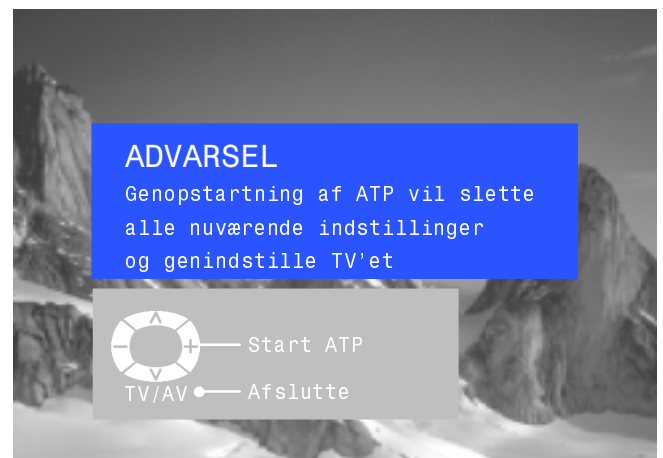 ADVARSEL
Genopstartning af ATP vil slette
alle nuværende indstillinger
og genindstille TV'et
Start ATP
TV/AV Afslutte